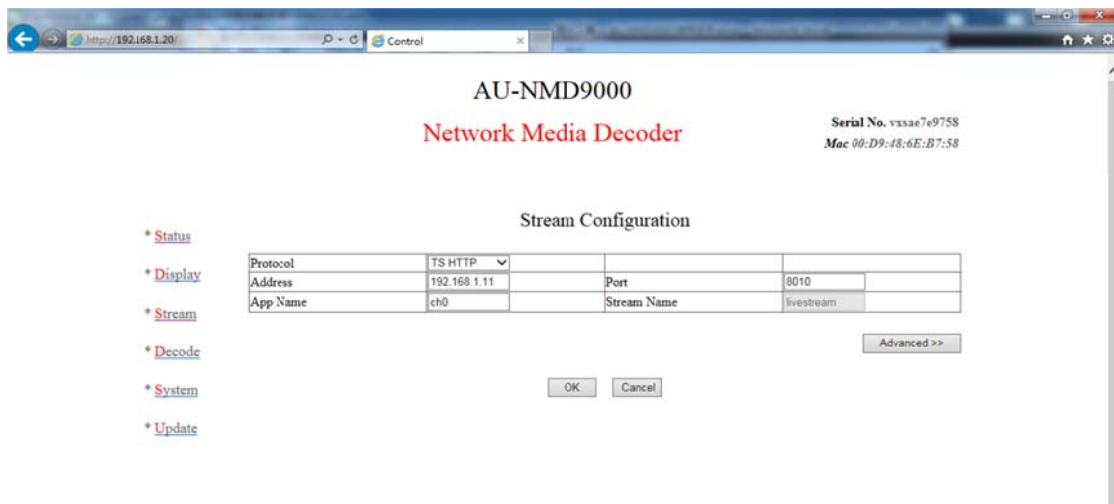 http://192.168.1.20/
Control
AU-NMD9000
Network Media Decoder
Serial No. vxsae7e9758
Mac 00:D9:48:6E:B7:58
Stream Configuration
* Status
* Display
* Stream
* Decode
* System
* Update
Protocol TS HTTP
Address 192.168.1.11 Port 8010
App Name ch0 Stream Name livestream
Advanced >>
OK Cancel